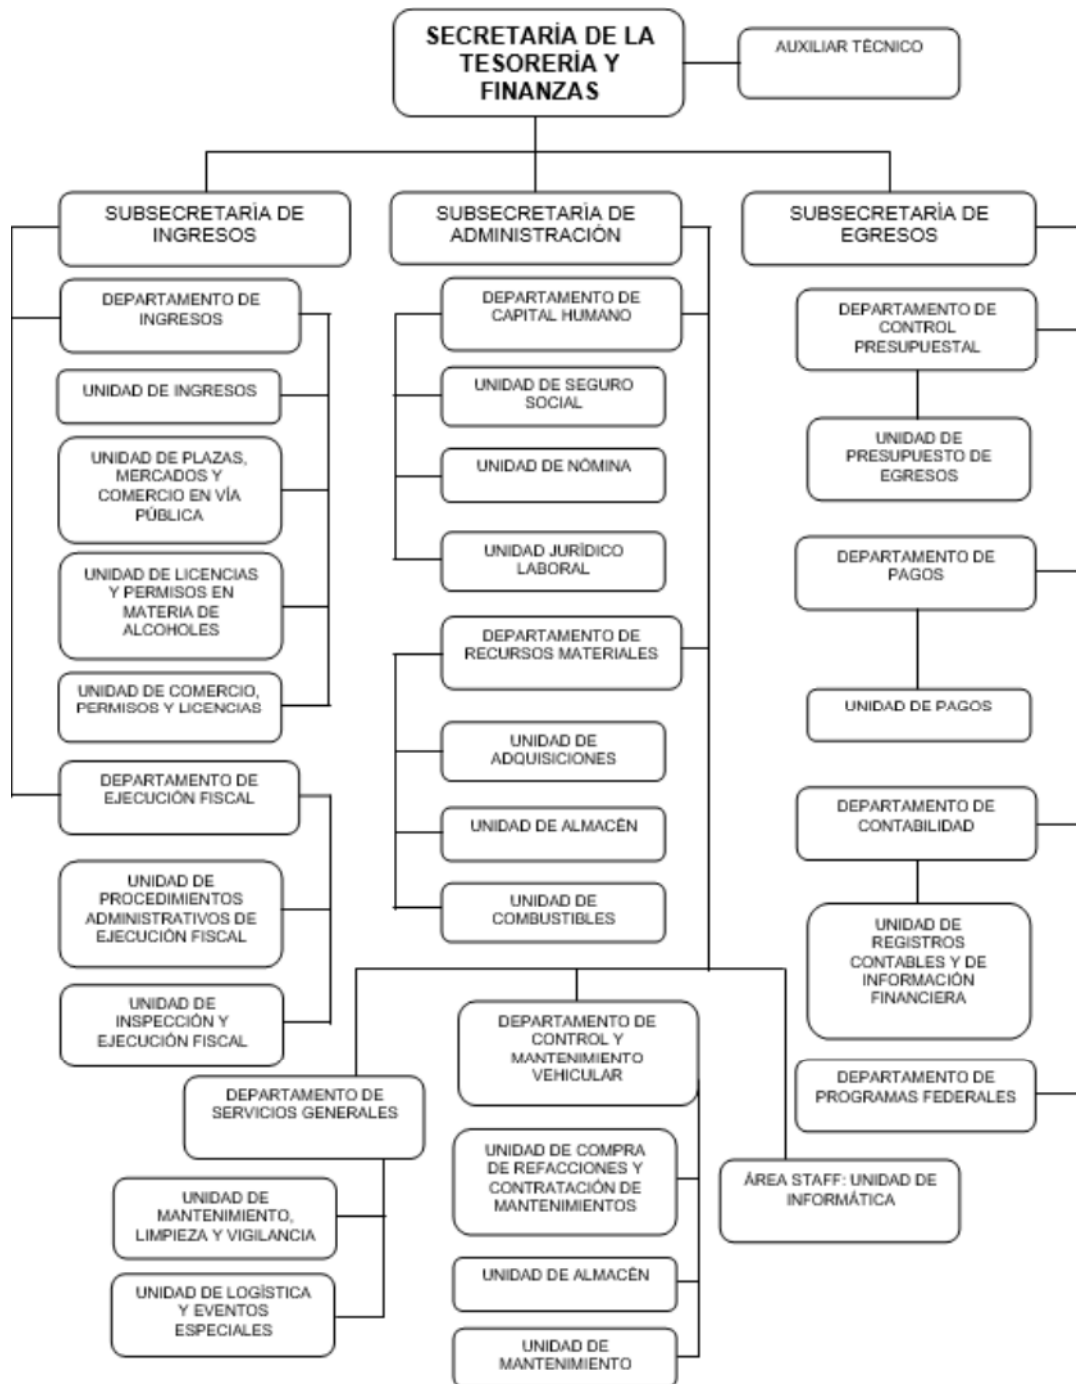 SECRETARÍA DE LA
TESORERÍA Y
FINANZAS
AUXILIAR TÉCNICO
SUBSECRETARÍA DE
INGRESOS
SUBSECRETARÍA DE
ADMINISTRACIÓN
SUBSECRETARÍA DE
EGRESOS
DEPARTAMENTO DE
INGRESOS
UNIDAD DE INGRESOS
UNIDAD DE PLAZAS,
MERCADOS Y
COMERCIO EN VÍA
PÚBLICA
UNIDAD DE LICENCIAS
Y PERMISOS EN
MATERIA DE
ALCOHOLES
UNIDAD DE COMERCIO,
PERMISOS Y LICENCIAS
DEPARTAMENTO DE
EJECUCIÓN FISCAL
UNIDAD DE
PROCEDIMIENTOS
ADMINISTRATIVOS DE
EJECUCIÓN FISCAL
UNIDAD DE
INSPECCIÓN Y
EJECUCIÓN FISCAL
DEPARTAMENTO DE
CAPITAL HUMANO
UNIDAD DE SEGURO
SOCIAL
UNIDAD DE NÓMINA
UNIDAD JURÍDICO
LABORAL
DEPARTAMENTO DE
RECURSOS MATERIALES
UNIDAD DE
ADQUISICIONES
UNIDAD DE ALMACÉN
UNIDAD DE
COMBUSTIBLES
DEPARTAMENTO DE
SERVICIOS GENERALES
UNIDAD DE
MANTENIMIENTO,
LIMPIEZA Y VIGILANCIA
UNIDAD DE LOGÍSTICA
Y EVENTOS
ESPECIALES
DEPARTAMENTO DE
CONTROL Y
MANTENIMIENTO
VEHICULAR
UNIDAD DE COMPRA
DE REFACCIONES Y
CONTRATACIÓN DE
MANTENIMIENTOS
UNIDAD DE ALMACÉN
UNIDAD DE
MANTENIMIENTO
ÁREA STAFF: UNIDAD DE
INFORMÁTICA
DEPARTAMENTO DE
CONTROL
PRESUPUESTAL
UNIDAD DE
PRESUPUESTO DE
EGRESOS
DEPARTAMENTO DE
PAGOS
UNIDAD DE PAGOS
DEPARTAMENTO DE
CONTABILIDAD
UNIDAD DE
REGISTROS
CONTABLES Y DE
INFORMACIÓN
FINANCIERA
DEPARTAMENTO DE
PROGRAMAS FEDERALES